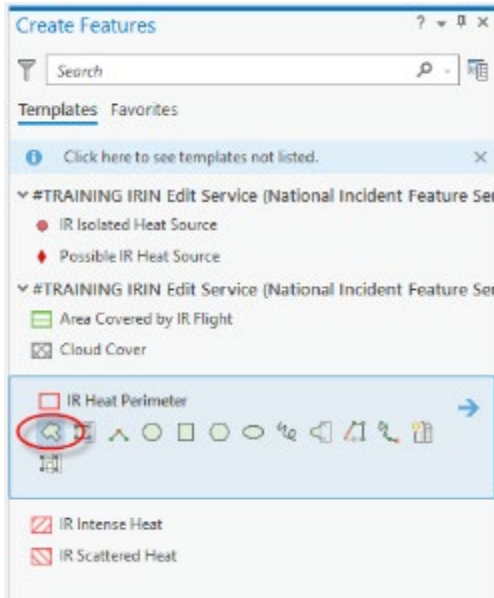 Create Features
Search
Templates Favorites
Click here to see templates not listed.
#TRAINING IRIN Edit Service (National Incident Feature Ser
IR Isolated Heat Source
Possible IR Heat Source
#TRAINING IRIN Edit Service (National Incident Feature Ser
Area Covered by IR Flight
Cloud Cover
IR Heat Perimeter
IR Intense Heat
IR Scattered Heat